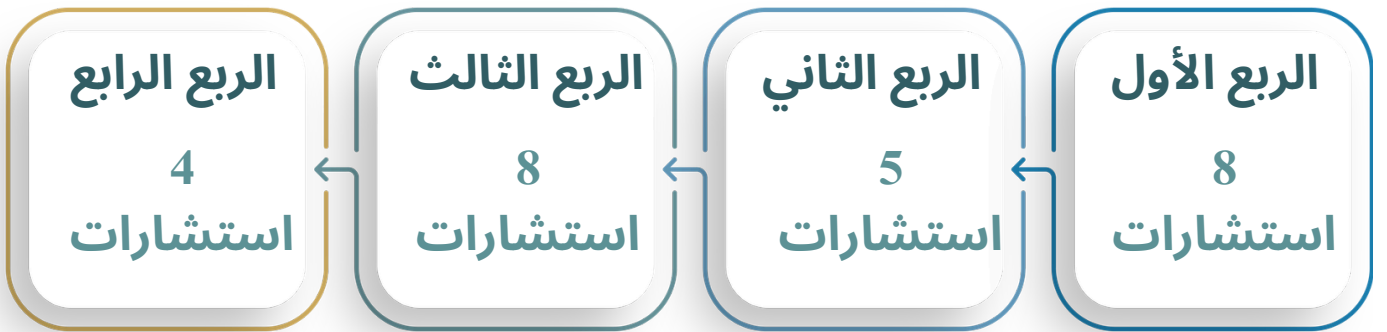 الربع الأول
8
استشارات
الربع الثاني
5
استشارات
الربع الثالث
8
استشارات
الربع الرابع
4
استشارات